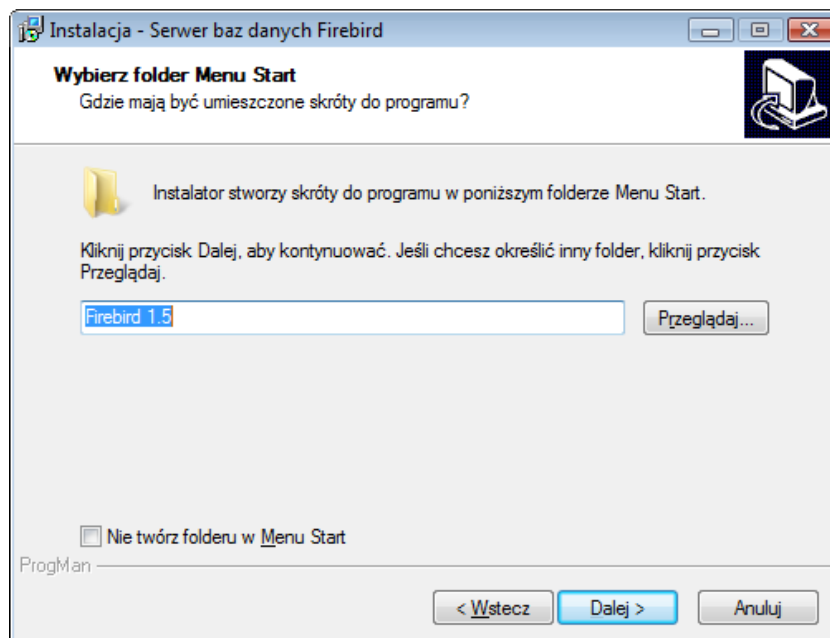 Instalacja - Serwer baz danych Firebird
Wybierz folder Menu Start
Gdzie mają być umieszczone skróty do programu?
Instalator stworzy skróty do programu w poniższym folderze Menu Start.
Kliknij przycisk Dalej, aby kontynuować. Jeśli chcesz określić inny folder, kliknij przycisk
Przeglądaj.
Firebird 1.5
Przeglądaj...
Nie twórz folderu w Menu Start
ProgMan
< Wstecz
Dalej >
Anuluj